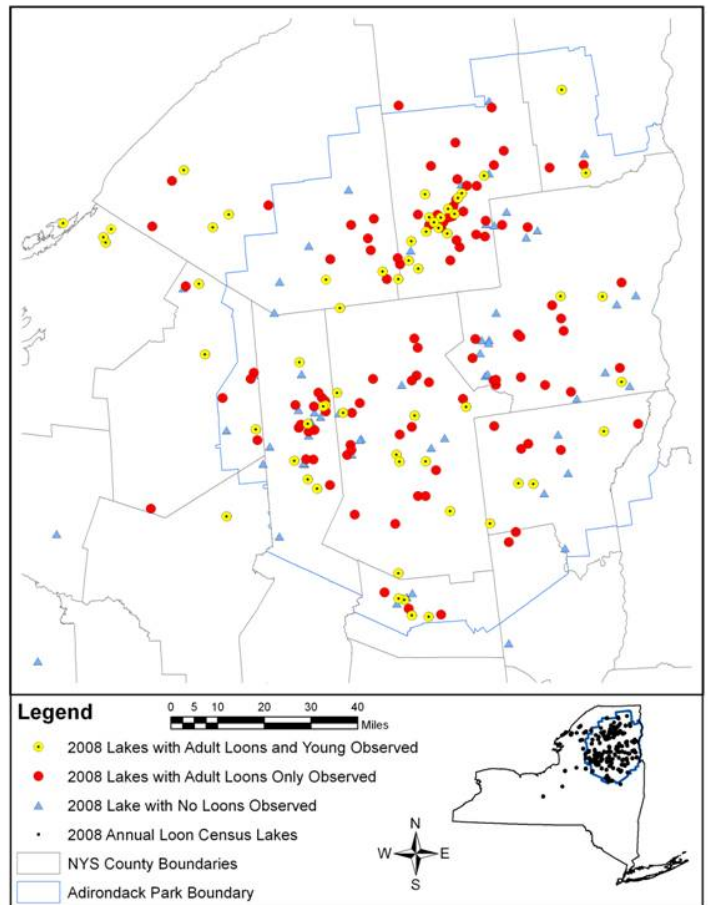 Legend
0 5 10 20 30 40
Miles
2008 Lakes with Adult Loons and Young Observed
2008 Lakes with Adult Loons Only Observed
2008 Lake with No Loons Observed
2008 Annual Loon Census Lakes
NYS County Boundaries
Adirondack Park Boundary
N
W E
S